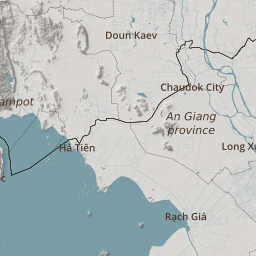 Doun Kaev
Chaudok City
ampot
An Giang
province
Hà Tiên
Long X
Rạch Giá